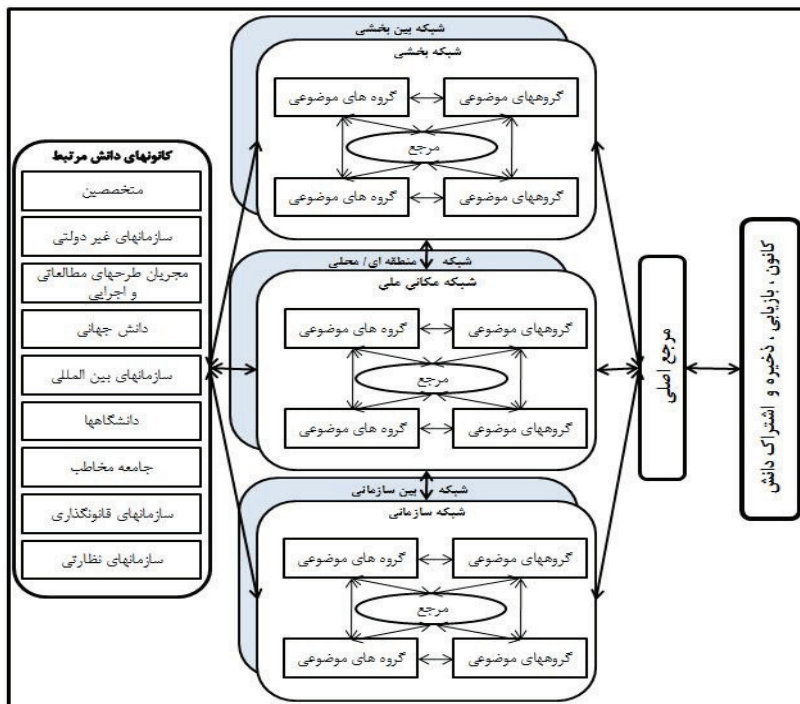 شبکه بین بخشی
شبکه بخشی
گروههای موضوعی
گروه های موضوعی
مرجع
گروههای موضوعی
گروه های موضوعی
شبکه منطقه ای/ محلی
شبکه مکانی ملی
گروههای موضوعی
گروه های موضوعی
مرجع
گروههای موضوعی
گروه های موضوعی
شبکه بین سازمانی
شبکه سازمانی
گروههای موضوعی
گروه های موضوعی
مرجع
گروههای موضوعی
گروه های موضوعی
کانون ، بازیابی ، ذخیره و اشتراک دانش
مرجع اصلی
کانونهای دانش مرتبط
متخصصین
سازمانهای غیر دولتی
مجریان طرحهای مطالعاتی
و اجرایی
دانش جهانی
سازمانهای بین المللی
دانشگاهها
جامعه مخاطب
سازمانهای قانونگذاری
سازمانهای نظارتی